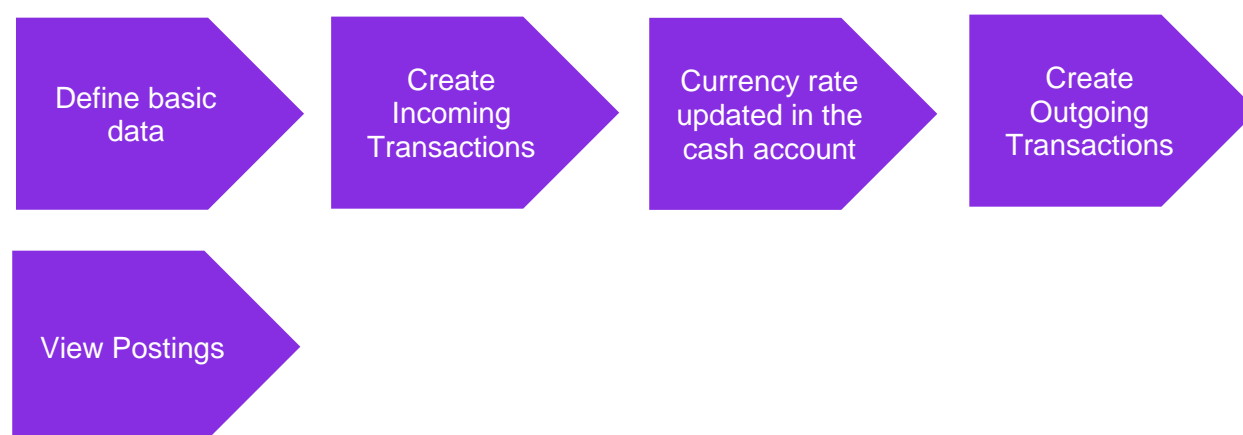 Define basic
data
Create
Incoming
Transactions
Currency rate
updated in the
cash account
Create
Outgoing
Transactions
View Postings